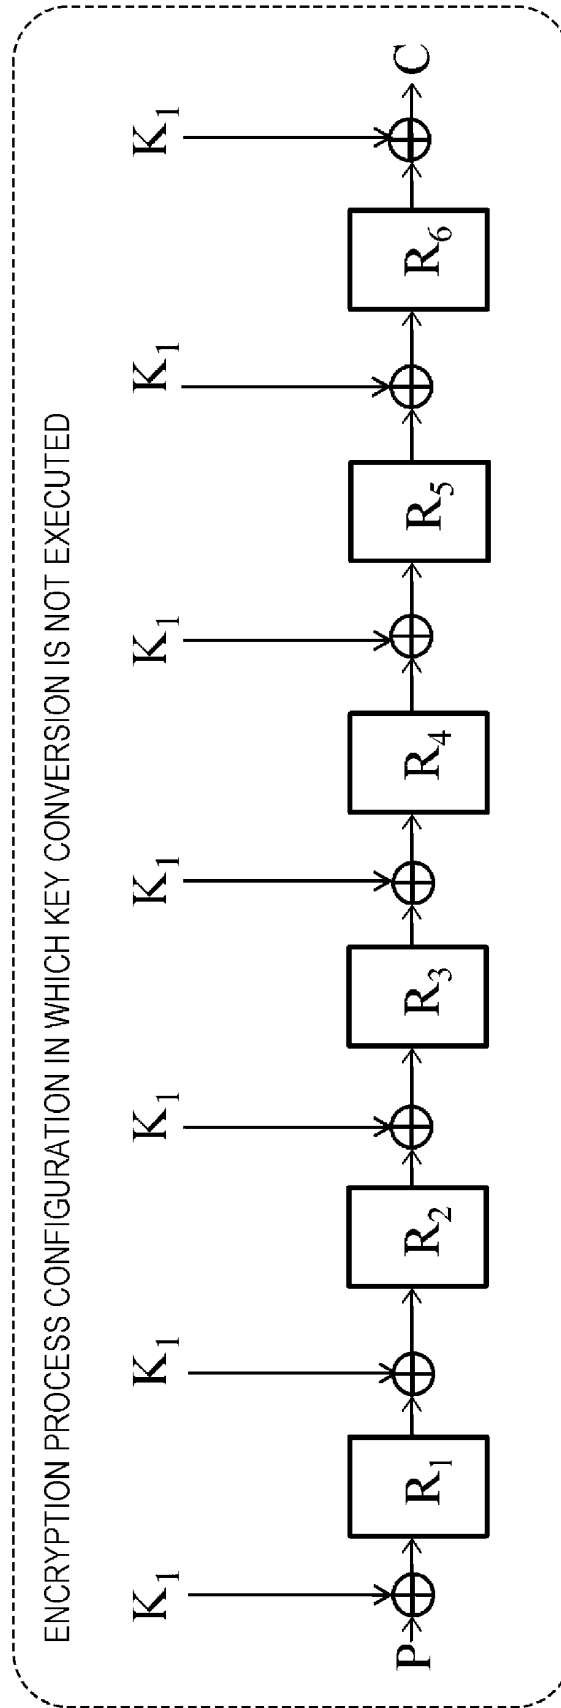 ENCRYPTION PROCESS CONFIGURATION IN WHICH KEY CONVERSION IS NOT EXECUTED
K1 K1 K1 K1 K1 K1 K1
P R1 R2 R3 R4 R5 R6 C